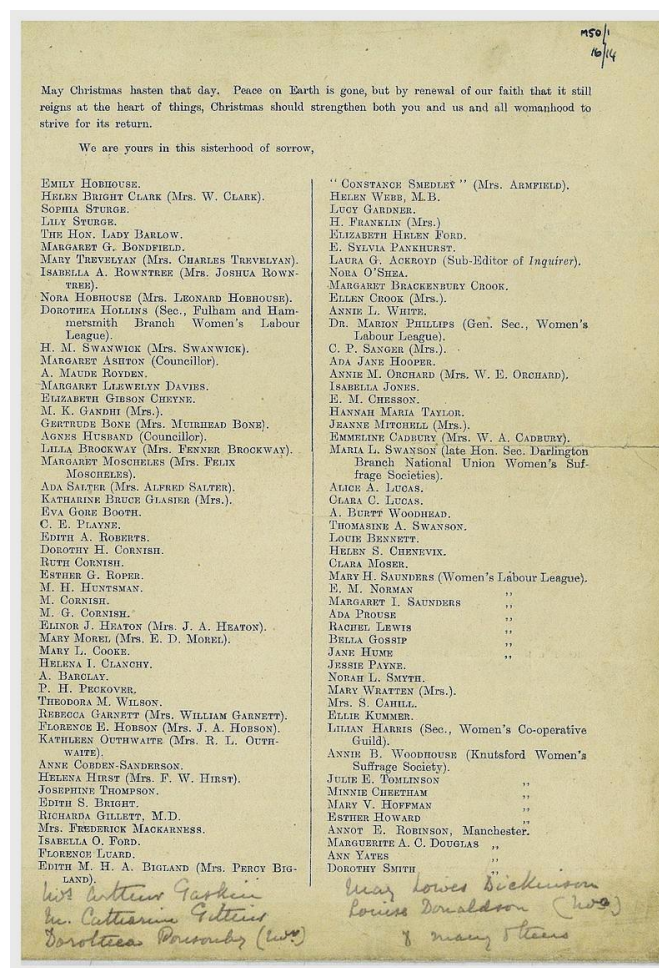 M50/1
16/14
May Christmas hasten that day. Peace on Earth is gone, but by renewal of our faith that it still
reigns at the heart of things, Christmas should strengthen both you and us and all womanhood to
strive for its return.
We are yours in this sisterhood of sorrow,
EMILY HOBHOUSE.
HELEN BRIGHT CLARK (MRS. W. CLARK).
SOPHIA STURGE.
LILY STURGE.
THE HON. LADY BARLOW.
MARGARET G. BONDFIELD.
MARY TREVELYAN (MRS. CHARLES TREVELYAN).
ISABELLA A. ROWNTREE (MRS. JOSHUA ROWN-
TREE).
NORA HOBHOUSE (MRS. LEONARD HOBHOUSE).
DOROTHEA HOLLINS (Sec., Fulham and Ham-
mersmith Branch Women's Labour
League).
H. M. SWANWICK (MRS. SWANWICK).
MARGARET ASHTON (Councillor).
A. MAUDE ROYDEN.
MARGARET LLEWELYN DAVIES.
ELIZABETH GIBSON CHEYNE.
M. K. GANDHI (MRS.).
GERTRUDE BONE (MRS. MUIRHEAD BONE).
AGNES HUSBAND (Councillor).
LILLA BROCKWAY (MRS. FENNER BROCKWAY).
MARGARET MOSCHELES (MRS. FELIX
MOSCHELES).
ADA SALTER (MRS. ALFRED SALTER).
KATHARINE BRUCE GLASIER (MRS.).
EVA GORE BOOTH.
C. E. PLAYNE.
EDITH A. ROBERTS.
DOROTHY H. CORNISH.
RUTH CORNISH.
ESTHER G. ROPER.
M. H. HUNTSMAN.
M. CORNISH.
M. G. CORNISH.
ELINOR J. HEATON (MRS. J. A. HEATON).
MARY MOREL (MRS. E. D. MOREL).
MARY L. COOKE.
HELENA I. CLANCHY.
A. BARCLAY.
P. H. PECKOVER.
THEODORA M. WILSON.
REBECCA GARNETT (MRS. WILLIAM GARNETT).
FLORENCE E. HOBSON (MRS. J. A. HOBSON).
KATHLEEN OUTHWAITE (MRS. R. L. OUTH-
WAITE).
ANNE COBDEN-SANDERSON.
HELENA HIRST (MRS. F. W. HIRST).
JOSEPHINE THOMPSON.
EDITH S. BRIGHT.
RICHARDA GILLETT, M.D.
MRS. FREDERICK MACKARNESS.
ISABELLA O. FORD.
FLORENCE LUARD.
EDITH M. H. A. BIGLAND (MRS. PERCY BIG-
LAND).
Mrs Arthur Gaskin
M. Catharine Gittins
Dorothea Ponsonby (Mrs)
"CONSTANCE SMEDLEY" (MRS. ARMFIELD).
HELEN WEBB, M.B.
LUCY GARDNER.
H. FRANKLIN (MRS.)
ELIZABETH HELEN FORD.
E. SYLVIA PANKHURST.
LAURA G. ACKROYD (Sub-Editor of Inquirer).
NORA O'SHEA.
MARGARET BRACKENBURY CROOK.
ELLEN CROOK (MRS.).
ANNIE L. WHITE.
DR. MARION PHILLIPS (Gen. Sec., Women's
Labour League).
C. P. SANGER (MRS.).
ADA JANE HOOPER.
ANNIE M. ORCHARD (MRS. W. E. ORCHARD).
ISABELLA JONES.
E. M. CHESSON.
HANNAH MARIA TAYLOR.
JEANNE MITCHELL (MRS.).
EMMELINE CADBURY (MRS. W. A. CADBURY).
MARIA L. SWANSON (late Hon. Sec. Darlington
Branch National Union Women's Suf-
frage Societies).
ALICE A. LUCAS.
CLARA C. LUCAS.
A. BURTT WOODHEAD.
THOMASINE A. SWANSON.
LOUIE BENNETT.
HELEN S. CHENEVIX.
CLARA MOSER.
MARY H. SAUNDERS (Women's Labour League).
E. M. NORMAN ,,
MARGARET I. SAUNDERS ,,
ADA PROUSE ,,
RACHEL LEWIS ,,
BELLA GOSSIP ,,
JANE HUME ,,
JESSIE PAYNE.
NORAH L. SMYTH.
MARY WRATTEN (MRS.).
MRS. S. CAHILL.
ELLIE KUMMER.
LILIAN HARRIS (Sec., Women's Co-operative
Guild).
ANNIE B. WOODHOUSE (Knutsford Women's
Suffrage Society).
JULIE E. TOMLINSON ,,
MINNIE CHEETHAM ,,
MARY V. HOFFMAN ,,
ESTHER HOWARD ,,
ANNOT E. ROBINSON, Manchester.
MARGUERITE A. C. DOUGLAS ,,
ANN YATES ,,
DOROTHY SMITH ,,
May Lowes Dickinson
Louise Donaldson (Mrs)
& many others